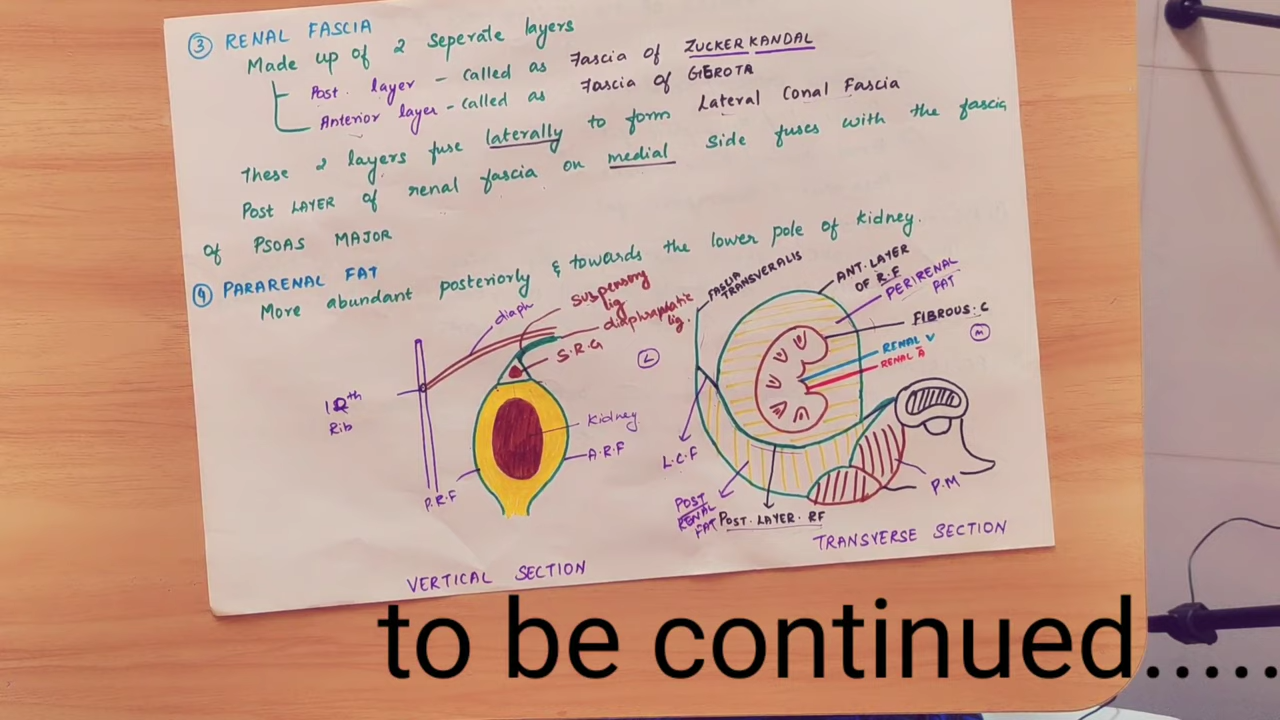 ③ RENAL FASCIA
Made up of 2 seperate layers
Post. layer - called as Fascia of ZUCKERKANDAL
Anterior layer - called as Fascia of GEROTA
These 2 layers fuse laterally to form Lateral Conal Fascia
Post LAYER of renal fascia on medial side fuses with the fascia
of PSOAS MAJOR
④ PARARENAL FAT
More abundant posteriorly & towards the lower pole of kidney.
diaph
suspensory
lig
diaphragmatic
lig.
S.R.G
12th
Rib
Kidney
A.R.F
P.R.F
VERTICAL SECTION
FASCIA
TRANSVERALIS
ANT. LAYER
OF R.F
PERIRENAL
FAT
FIBROUS. C
L
M
RENAL V
RENAL A
L.C.F
P.M
POST
RENAL
FAT
POST. LAYER. RF
TRANSVERSE SECTION
to be continued.....